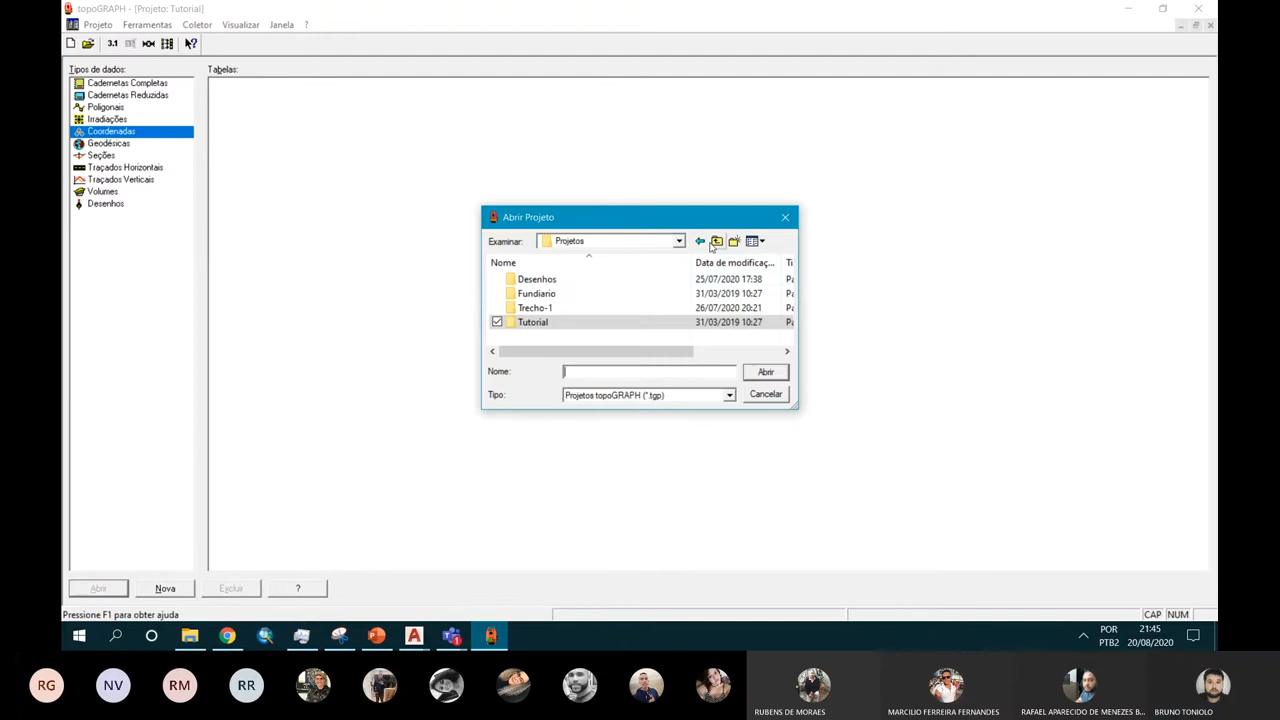 topoGRAPH - [Projeto: Tutorial]
Projeto Ferramentas Coletor Visualizar Janela ?
3.1
Tipos de dados:
Tabelas:
Cadernetas Completas
Cadernetas Reduzidas
Poligonais
Irradiações
Coordenadas
Geodésicas
Seções
Traçados Horizontais
Traçados Verticais
Volumes
Desenhos
Abrir Projeto
Examinar: Projetos
Nome Data de modificaç... Ti
Desenhos 25/07/2020 17:38 Pa
Fundiario 31/03/2019 10:27 Pa
Trecho-1 26/07/2020 20:21 Pa
Tutorial 31/03/2019 10:27 Pa
Nome: Abrir
Tipo: Projetos topoGRAPH (*.tgp) Cancelar
Abrir Nova Excluir ?
Pressione F1 para obter ajuda CAP NUM
POR 21:45
PTB2 20/08/2020
RG NV RM RR
RUBENS DE MORAES MARCILIO FERREIRA FERNANDES RAFAEL APARECIDO DE MENEZES B... BRUNO TONIOLO